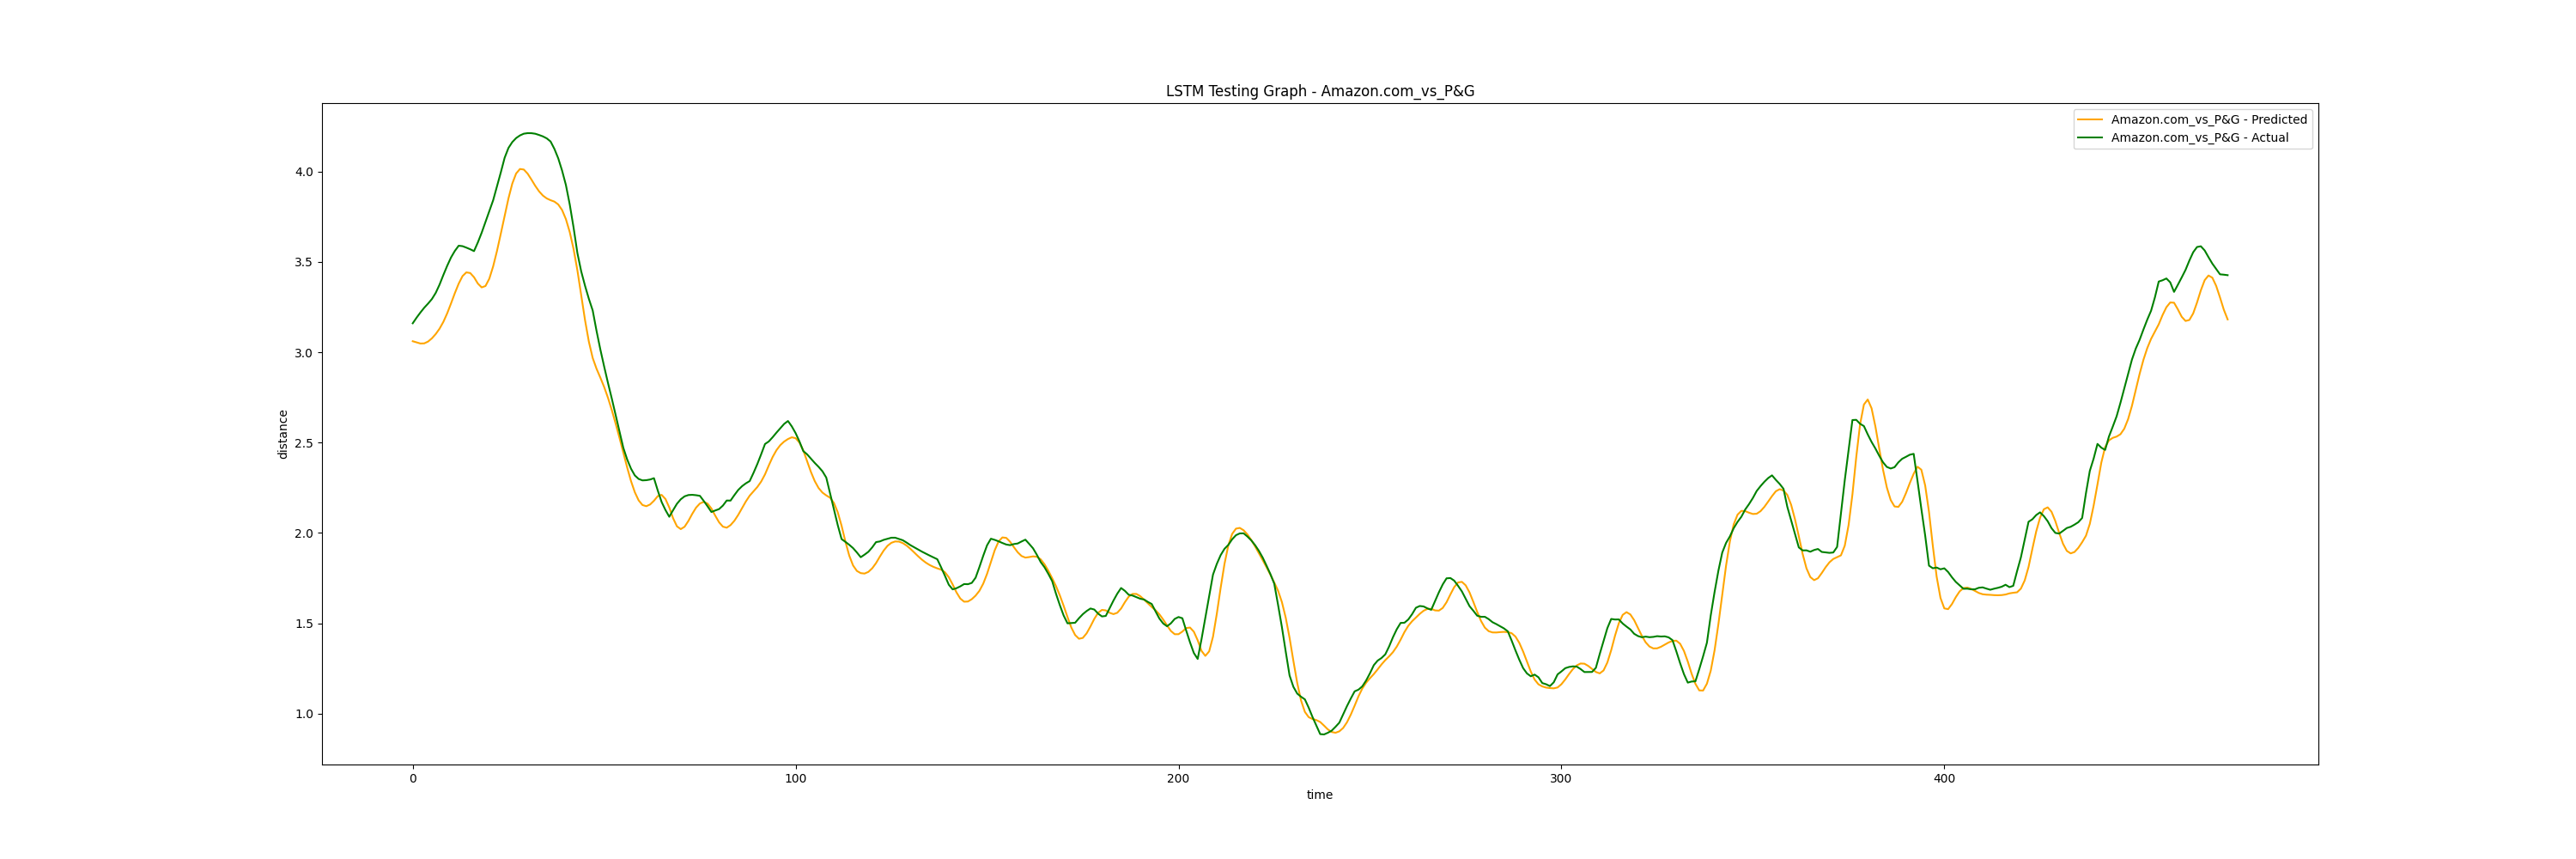 LSTM Testing Graph - Amazon.com_vs_P&G
Amazon.com_vs_P&G - Predicted
Amazon.com_vs_P&G - Actual
4.0
3.5
3.0
2.5
2.0
1.5
1.0
distance
0 100 200 300 400
time